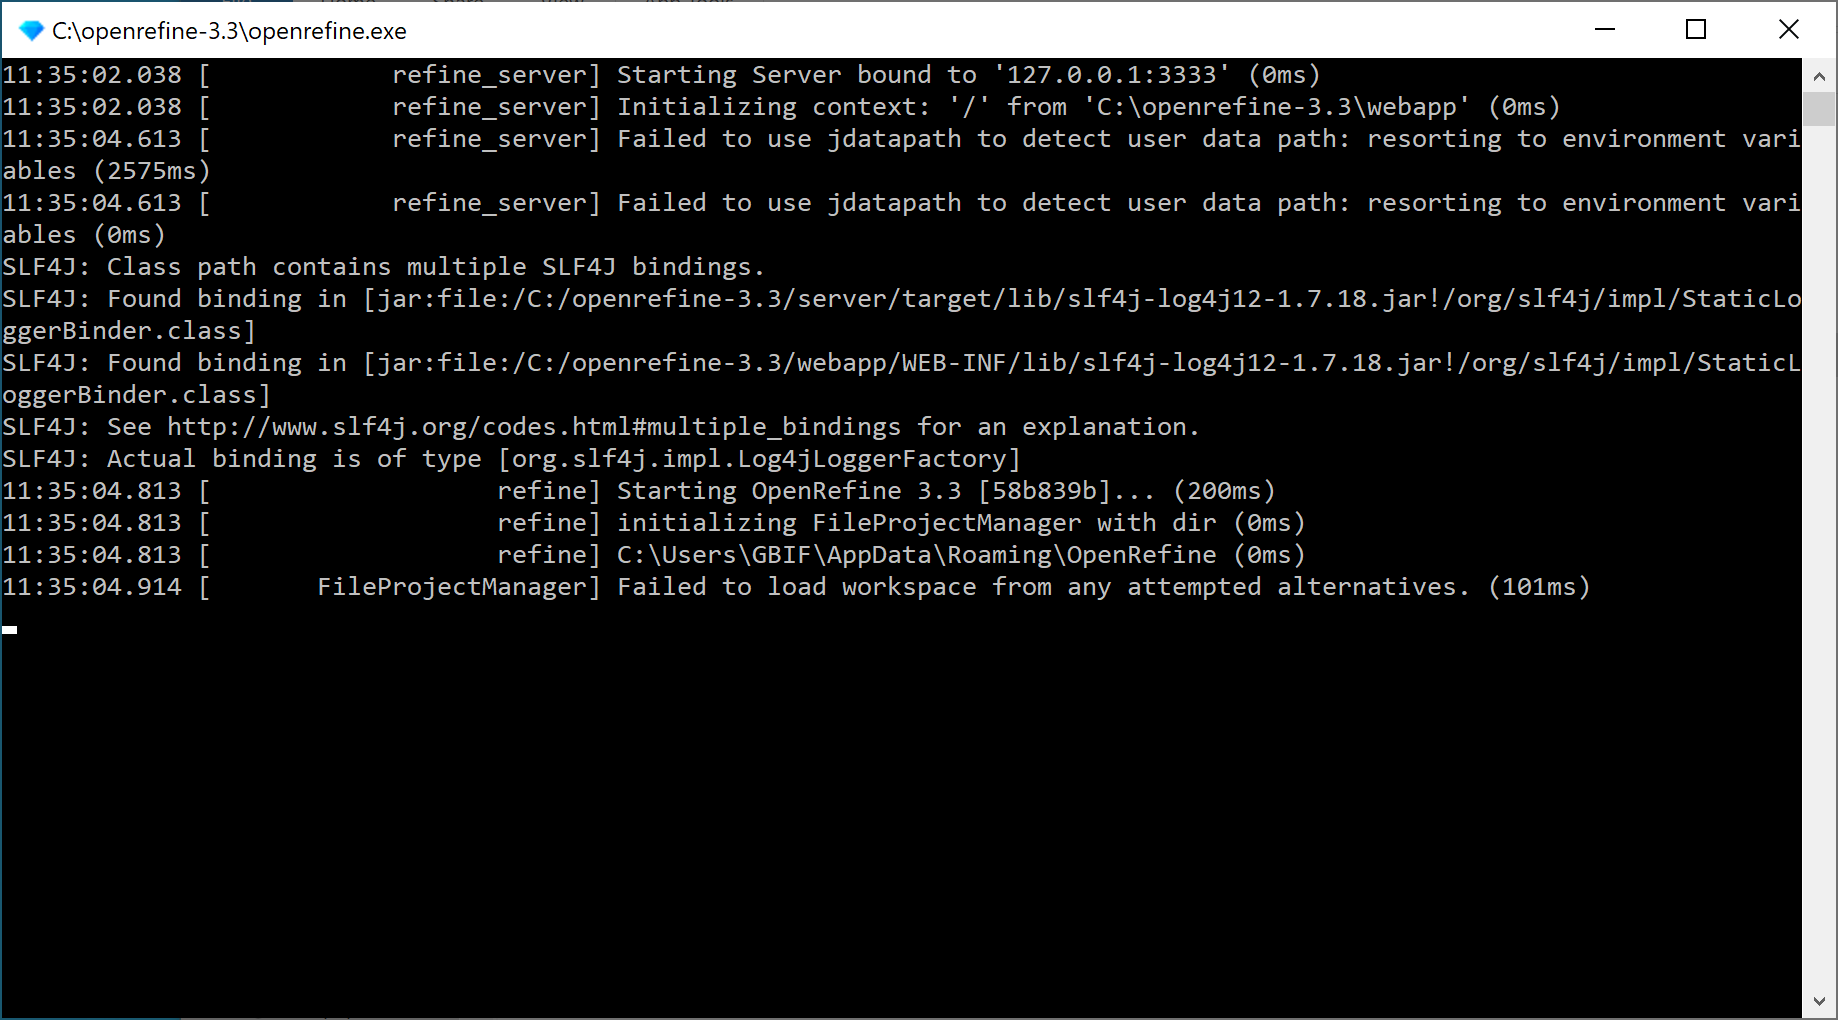 C:\openrefine-3.3\openrefine.exe
11:35:02.038 [            refine_server] Starting Server bound to '127.0.0.1:3333' (0ms)
11:35:02.038 [            refine_server] Initializing context: '/' from 'C:\openrefine-3.3\webapp' (0ms)
11:35:04.613 [            refine_server] Failed to use jdatapath to detect user data path: resorting to environment vari
ables (2575ms)
11:35:04.613 [            refine_server] Failed to use jdatapath to detect user data path: resorting to environment vari
ables (0ms)
SLF4J: Class path contains multiple SLF4J bindings.
SLF4J: Found binding in [jar:file:/C:/openrefine-3.3/server/target/lib/slf4j-log4j12-1.7.18.jar!/org/slf4j/impl/StaticLo
ggerBinder.class]
SLF4J: Found binding in [jar:file:/C:/openrefine-3.3/webapp/WEB-INF/lib/slf4j-log4j12-1.7.18.jar!/org/slf4j/impl/StaticL
oggerBinder.class]
SLF4J: See http://www.slf4j.org/codes.html#multiple_bindings for an explanation.
SLF4J: Actual binding is of type [org.slf4j.impl.Log4jLoggerFactory]
11:35:04.813 [                   refine] Starting OpenRefine 3.3 [58b839b]... (200ms)
11:35:04.813 [                   refine] initializing FileProjectManager with dir (0ms)
11:35:04.813 [                   refine] C:\Users\GBIF\AppData\Roaming\OpenRefine (0ms)
11:35:04.914 [       FileProjectManager] Failed to load workspace from any attempted alternatives. (101ms)